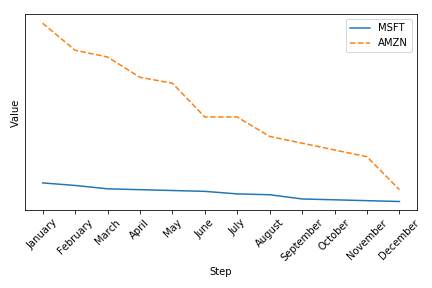 MSFT
AMZN
Value
January
February
March
April
May
June
July
August
September
October
November
December
Step